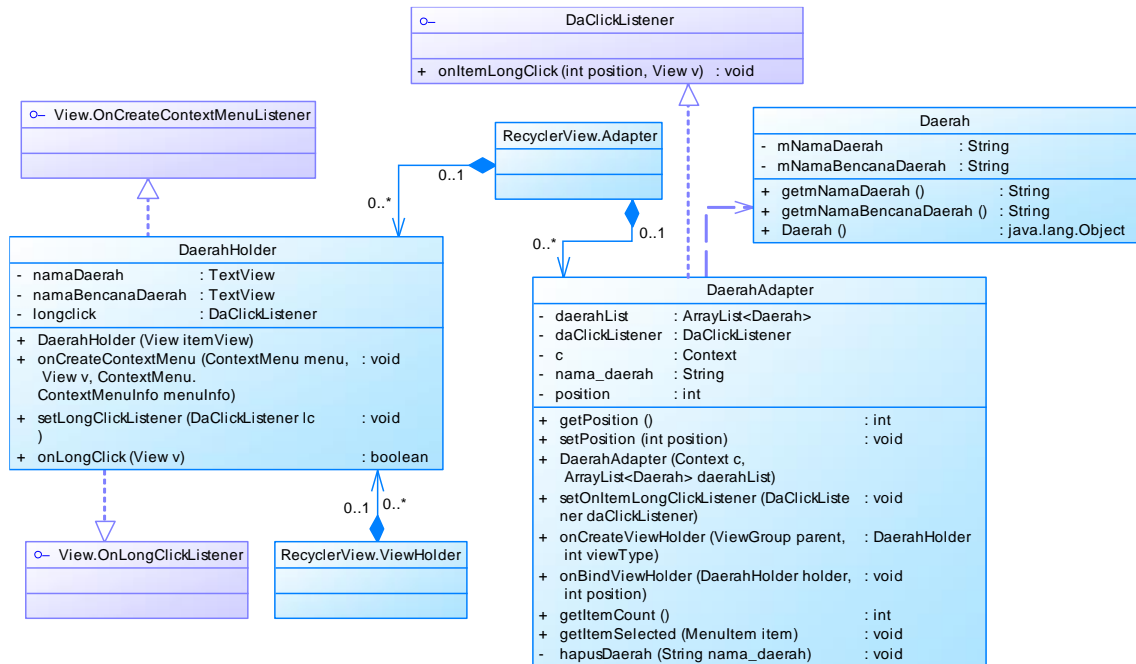 DaClickListener
+ onItemLongClick (int position, View v) : void
View.OnCreateContextMenuListener
RecyclerView.Adapter
0..1
0..*
0..*
0..1
Daerah
- mNamaDaerah : String
- mNamaBencanaDaerah : String
+ getmNamaDaerah () : String
+ getmNamaBencanaDaerah () : String
+ Daerah () : java.lang.Object
DaerahHolder
- namaDaerah : TextView
- namaBencanaDaerah : TextView
- longclick : DaClickListener
+ DaerahHolder (View itemView)
+ onCreateContextMenu (ContextMenu menu, : void
View v, ContextMenu.
ContextMenuInfo menuInfo)
+ setLongClickListener (DaClickListener lc : void
)
+ onLongClick (View v) : boolean
0..1
0..*
View.OnLongClickListener
RecyclerView.ViewHolder
DaerahAdapter
- daerahList : ArrayList<Daerah>
- daClickListener : DaClickListener
- c : Context
- nama_daerah : String
- position : int
+ getPosition () : int
+ setPosition (int position) : void
+ DaerahAdapter (Context c,
ArrayList<Daerah> daerahList)
+ setOnItemLongClickListener (DaClickListe : void
ner daClickListener)
+ onCreateViewHolder (ViewGroup parent, : DaerahHolder
int viewType)
+ onBindViewHolder (DaerahHolder holder, : void
int position)
+ getItemCount () : int
+ getItemSelected (MenuItem item) : void
- hapusDaerah (String nama_daerah) : void